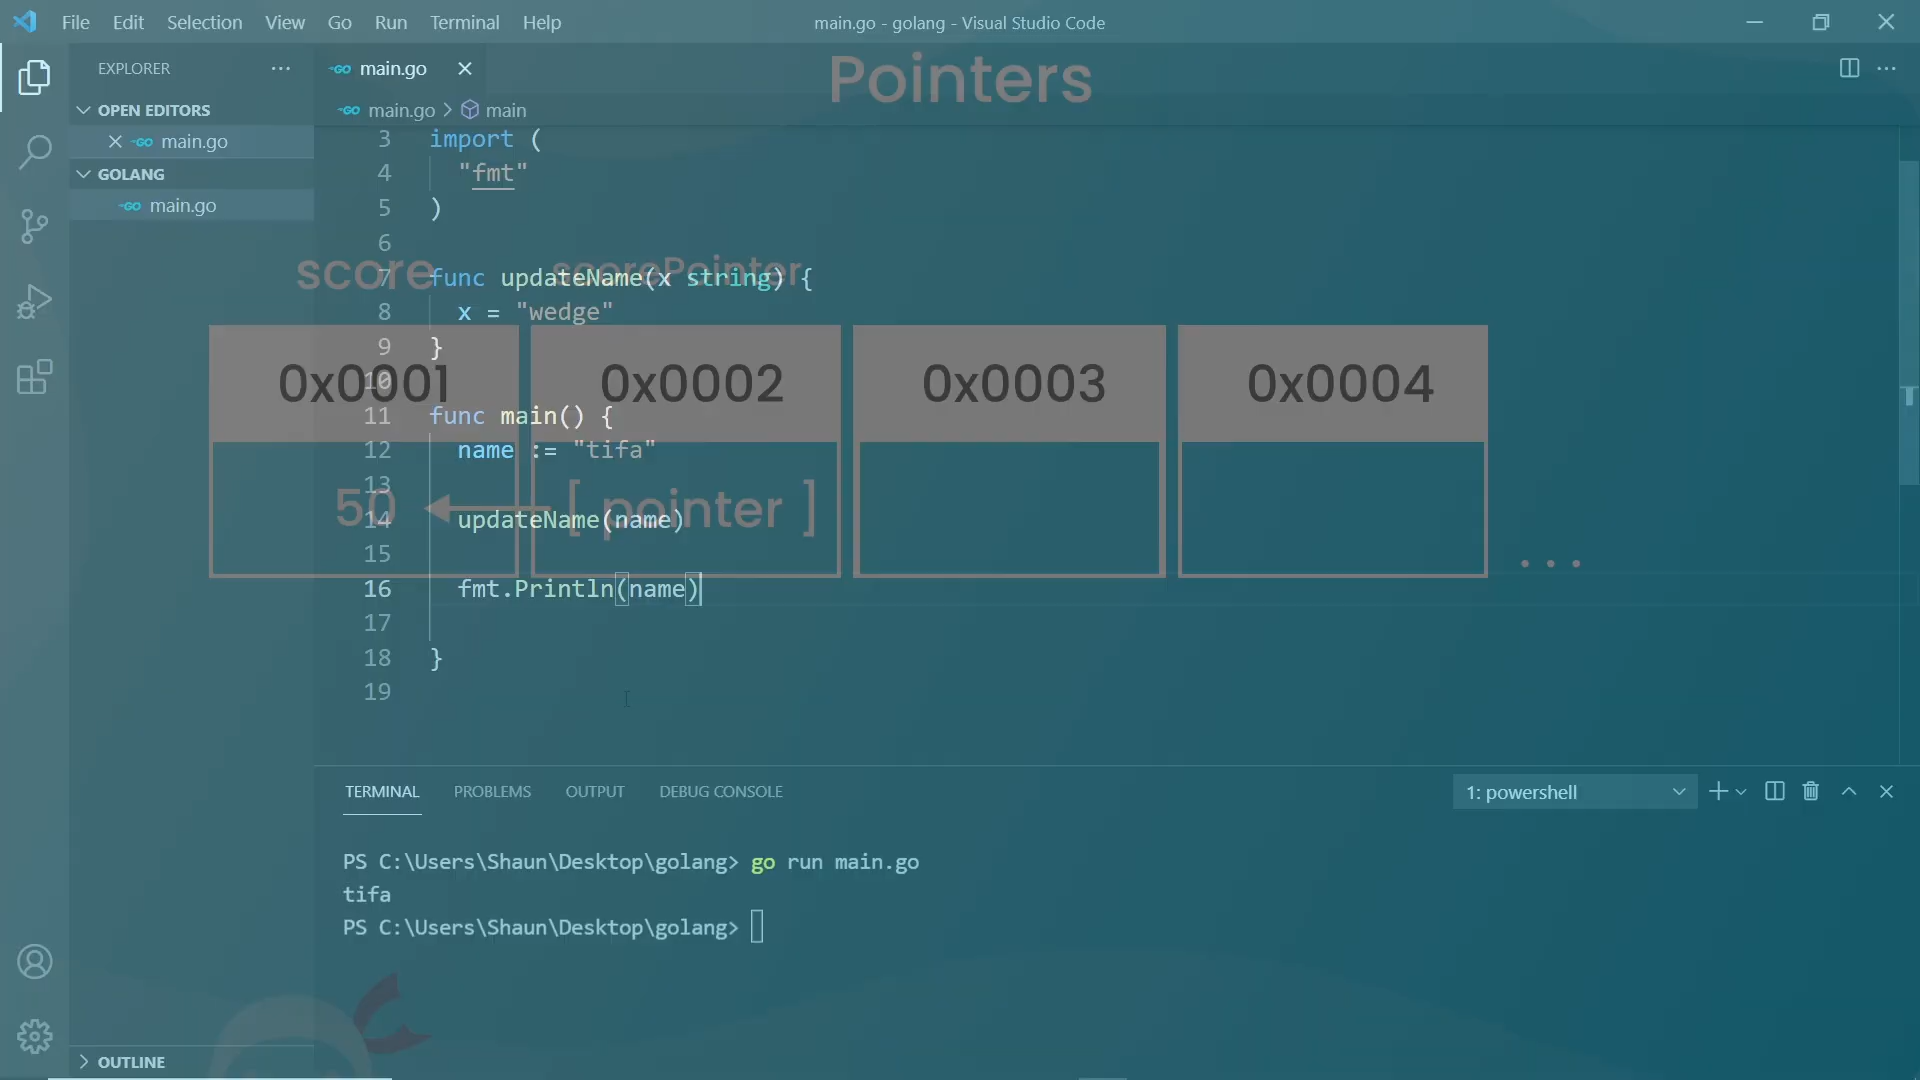 File Edit Selection View Go Run Terminal Help
main.go - golang - Visual Studio Code
EXPLORER
OPEN EDITORS
main.go
GOLANG
main.go
OUTLINE
main.go
main.go > main
Pointers
score scorePointer
0x0001 0x0002 0x0003 0x0004
50 [ pointer ] ...
3 import (
4 "fmt"
5 )
6
7 func updateName(x string) {
8 x = "wedge"
9 }
10
11 func main() {
12 name := "tifa"
13
14 updateName(name)
15
16 fmt.Println(name)
17
18 }
19
TERMINAL PROBLEMS OUTPUT DEBUG CONSOLE
1: powershell
PS C:\Users\Shaun\Desktop\golang> go run main.go
tifa
PS C:\Users\Shaun\Desktop\golang>